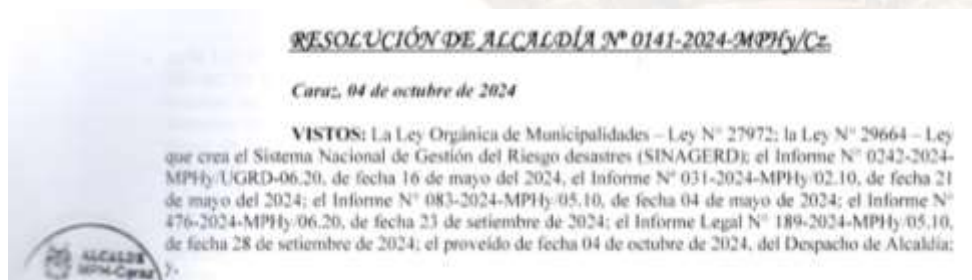 RESOLUCIÓN DE ALCALDÍA Nº 0141-2024-MPHy/Cz.
Caraz, 04 de octubre de 2024
VISTOS: La Ley Orgánica de Municipalidades – Ley N° 27972; la Ley N° 29664 – Ley
que crea el Sistema Nacional de Gestión del Riesgo desastres (SINAGERD); el Informe N° 0242-2024-
MPHy/UGRD-06.20, de fecha 16 de mayo del 2024, el Informe N° 031-2024-MPHy/02.10, de fecha 21
de mayo del 2024; el Informe N° 083-2024-MPHy/05.10, de fecha 04 de mayo de 2024; el Informe N°
476-2024-MPHy/06.20, de fecha 23 de setiembre de 2024; el Informe Legal N° 189-2024-MPHy/05.10,
de fecha 28 de setiembre de 2024; el proveído de fecha 04 de octubre de 2024, del Despacho de Alcaldía;
y,
ALCALDE
MPH-Caraz